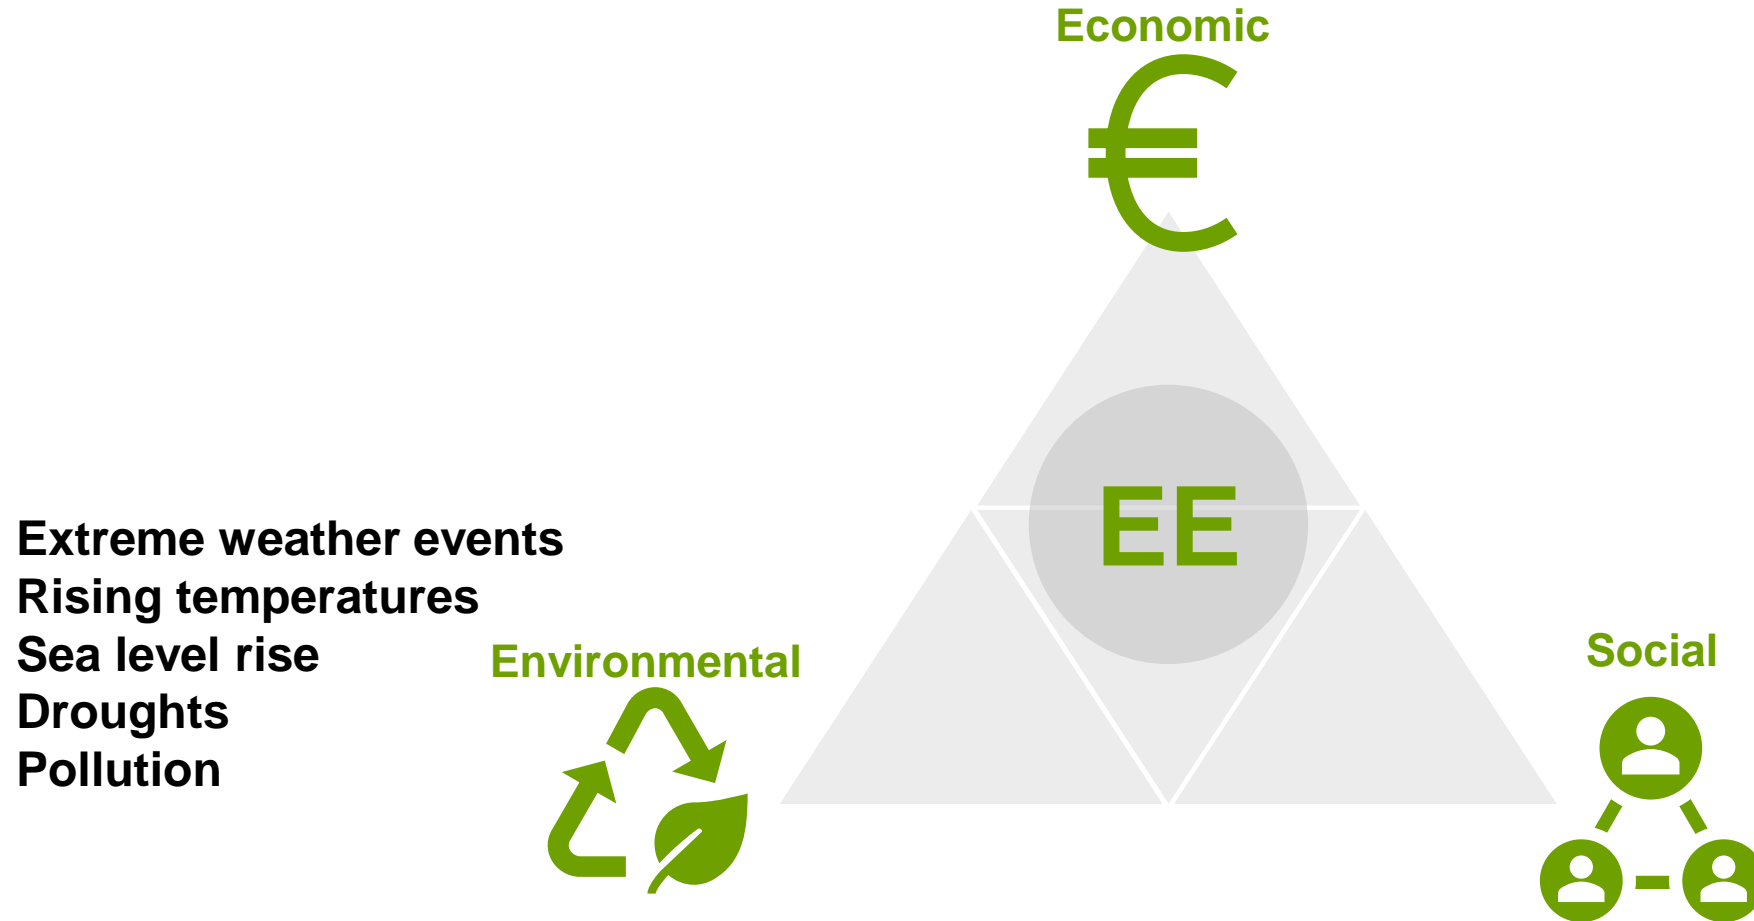 Economic
€
EE
Extreme weather events
Rising temperatures
Sea level rise
Droughts
Pollution
Environmental
Social